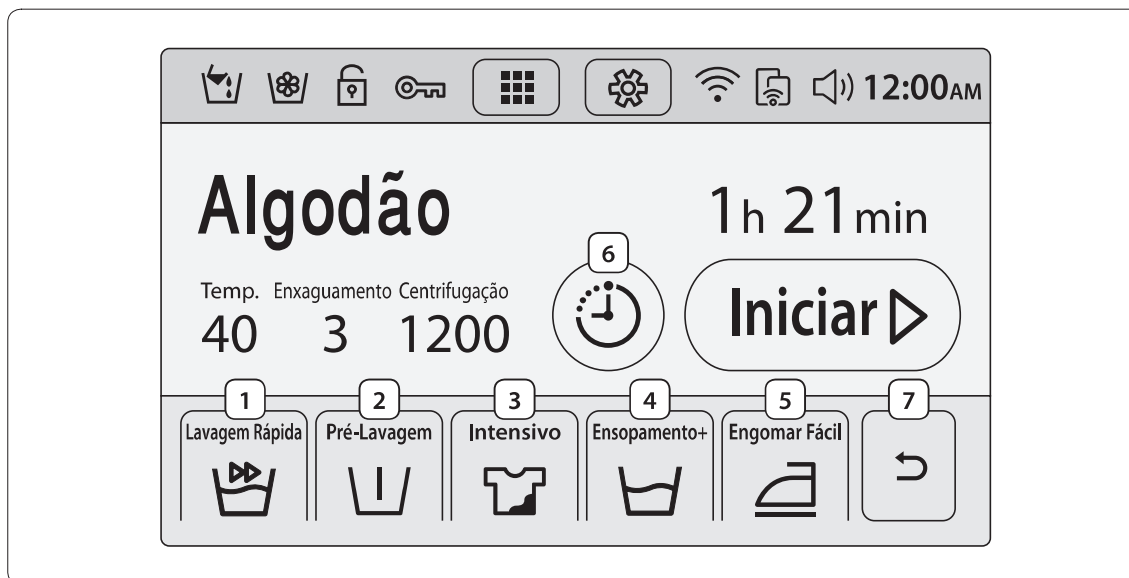 12:00AM
Algodão
1h 21min
6
Temp. Enxaguamento Centrifugação
40 3 1200
Iniciar
1 2 3 4 5 7
Lavagem Rápida Pré-Lavagem Intensivo Ensopamento+ Engomar Fácil